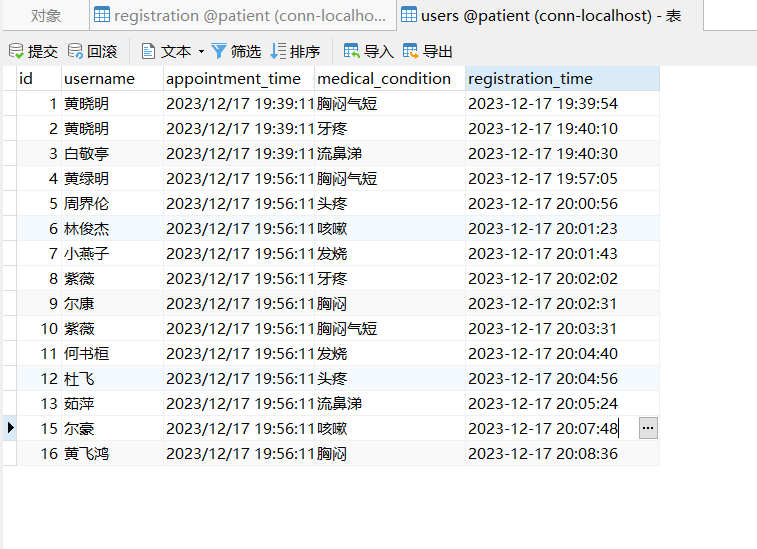 对象 registration @patient (conn-localho... users @patient (conn-localhost) - 表
提交 回滚 文本 筛选 排序 导入 导出
id username appointment_time medical_condition registration_time
1 黄晓明 2023/12/17 19:39:11 胸闷气短 2023-12-17 19:39:54
2 黄晓明 2023/12/17 19:39:11 牙疼 2023-12-17 19:40:10
3 白敬亭 2023/12/17 19:39:11 流鼻涕 2023-12-17 19:40:30
4 黄绿明 2023/12/17 19:56:11 胸闷气短 2023-12-17 19:57:05
5 周界伦 2023/12/17 19:56:11 头疼 2023-12-17 20:00:56
6 林俊杰 2023/12/17 19:56:11 咳嗽 2023-12-17 20:01:23
7 小燕子 2023/12/17 19:56:11 发烧 2023-12-17 20:01:43
8 紫薇 2023/12/17 19:56:11 牙疼 2023-12-17 20:02:02
9 尔康 2023/12/17 19:56:11 胸闷 2023-12-17 20:02:31
10 紫薇 2023/12/17 19:56:11 胸闷气短 2023-12-17 20:03:31
11 何书桓 2023/12/17 19:56:11 发烧 2023-12-17 20:04:40
12 杜飞 2023/12/17 19:56:11 头疼 2023-12-17 20:04:56
13 茹萍 2023/12/17 19:56:11 流鼻涕 2023-12-17 20:05:24
15 尔豪 2023/12/17 19:56:11 咳嗽 2023-12-17 20:07:48 ...
16 黄飞鸿 2023/12/17 19:56:11 胸闷 2023-12-17 20:08:36